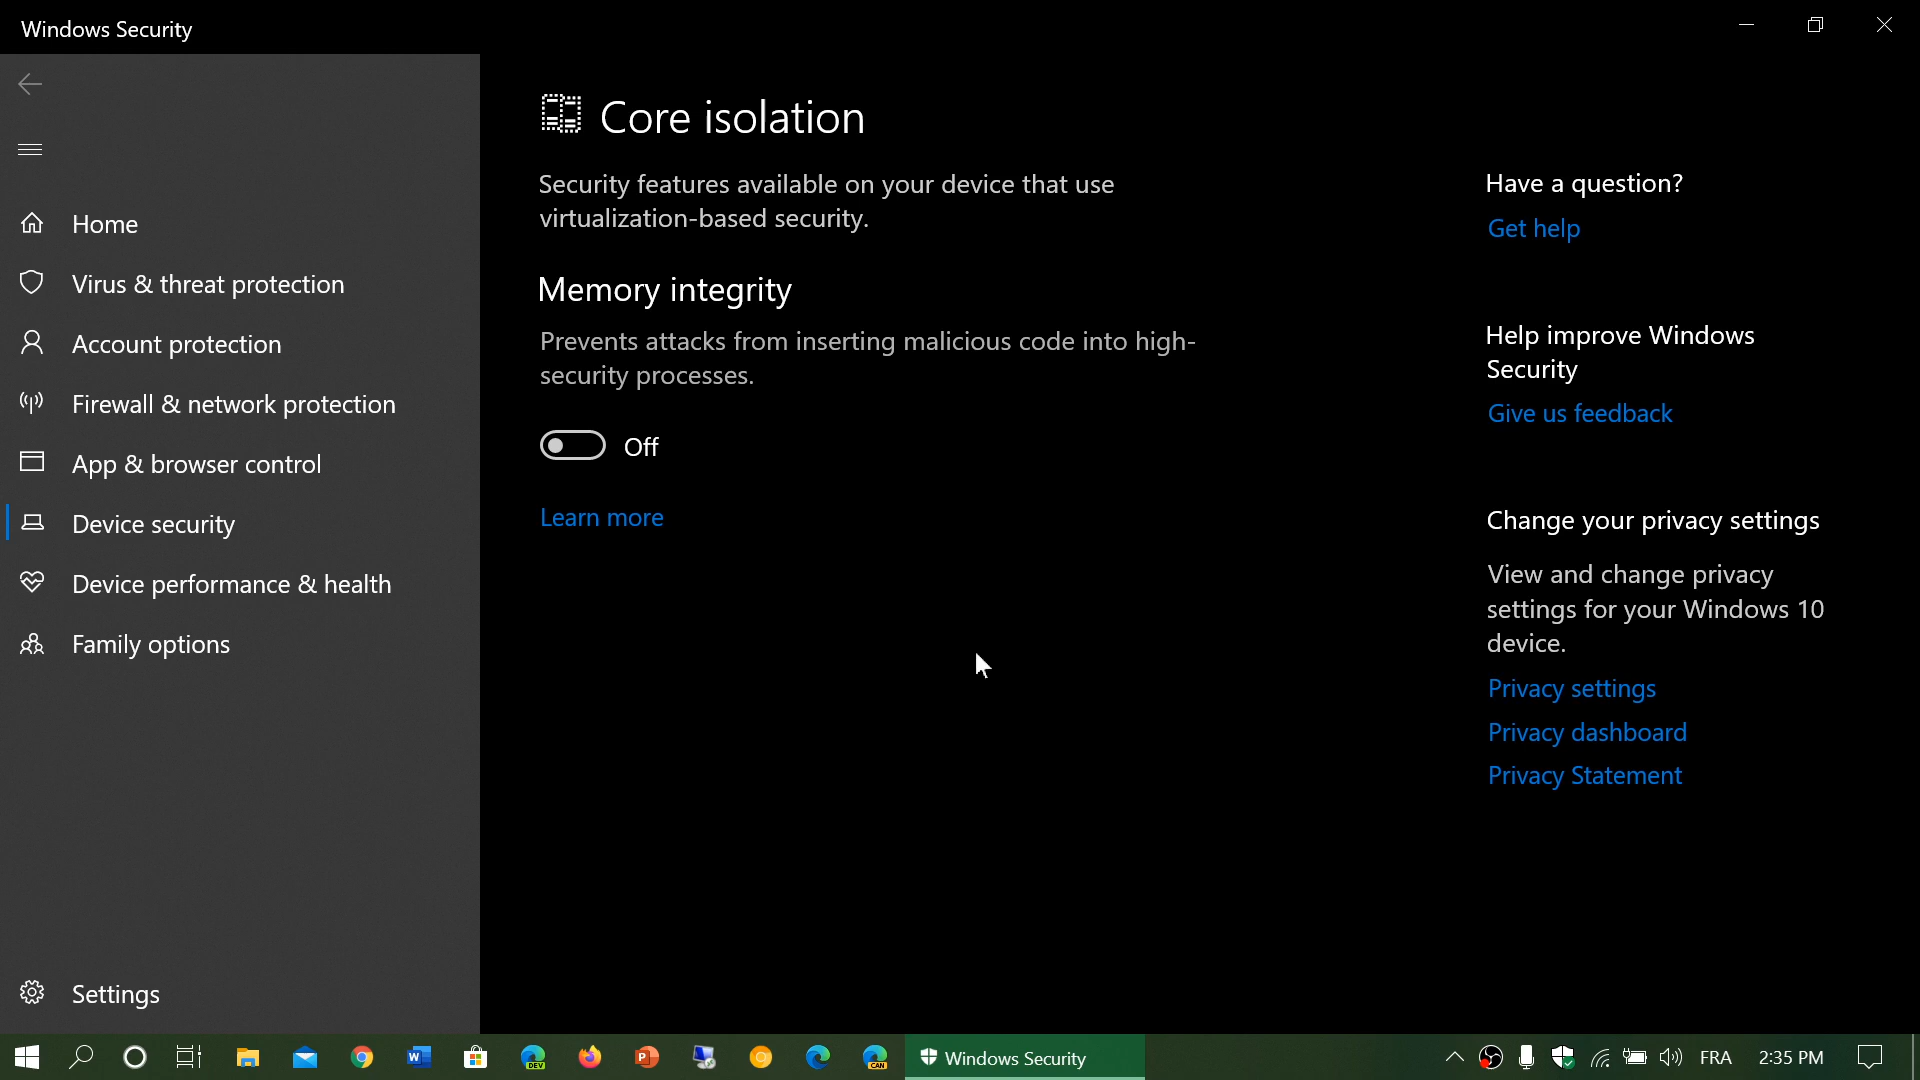 Windows Security
Home
Virus & threat protection
Account protection
Firewall & network protection
App & browser control
Device security
Device performance & health
Family options
Settings
Core isolation
Security features available on your device that use
virtualization-based security.
Memory integrity
Prevents attacks from inserting malicious code into high-
security processes.
Off
Learn more
Have a question?
Get help
Help improve Windows
Security
Give us feedback
Change your privacy settings
View and change privacy
settings for your Windows 10
device.
Privacy settings
Privacy dashboard
Privacy Statement
W
DEV
P
CAN
Windows Security
FRA
2:35 PM